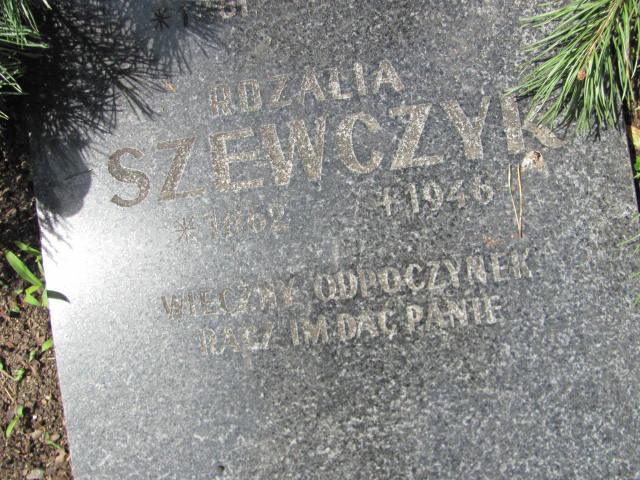 ROZALIA
SZEWCZYK
*1862 +1946
WIECZNY ODPOCZYNEK
RACZ IM DAĆ PANIE